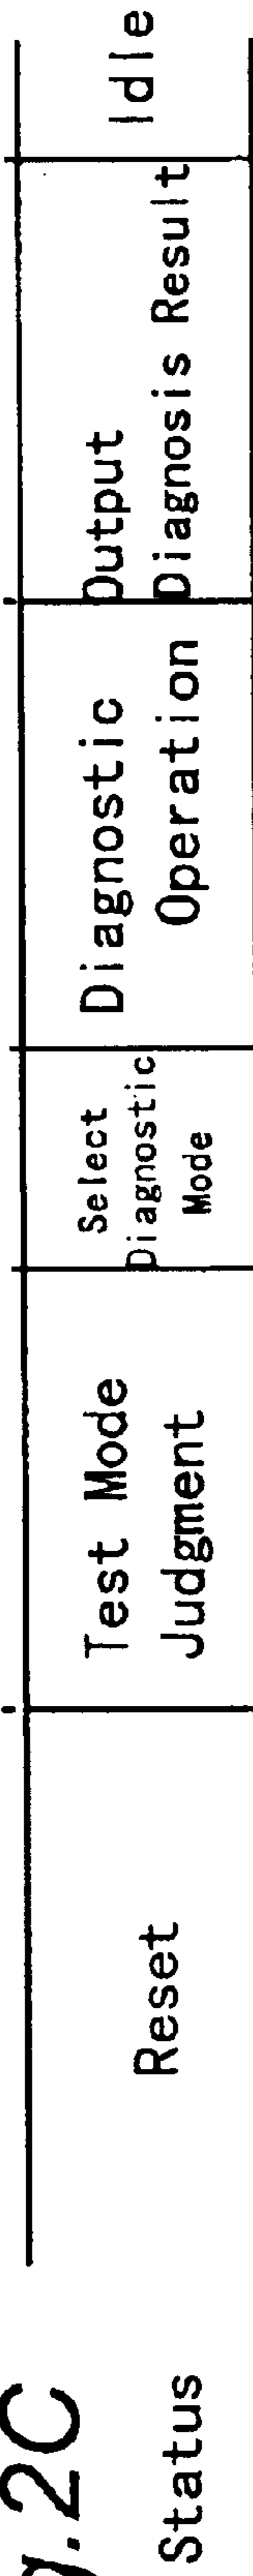 g.2C
Status
Reset
Test Mode
Judgment
Select
Diagnostic
Mode
Diagnostic
Operation
Output
Diagnosis Result
Idle